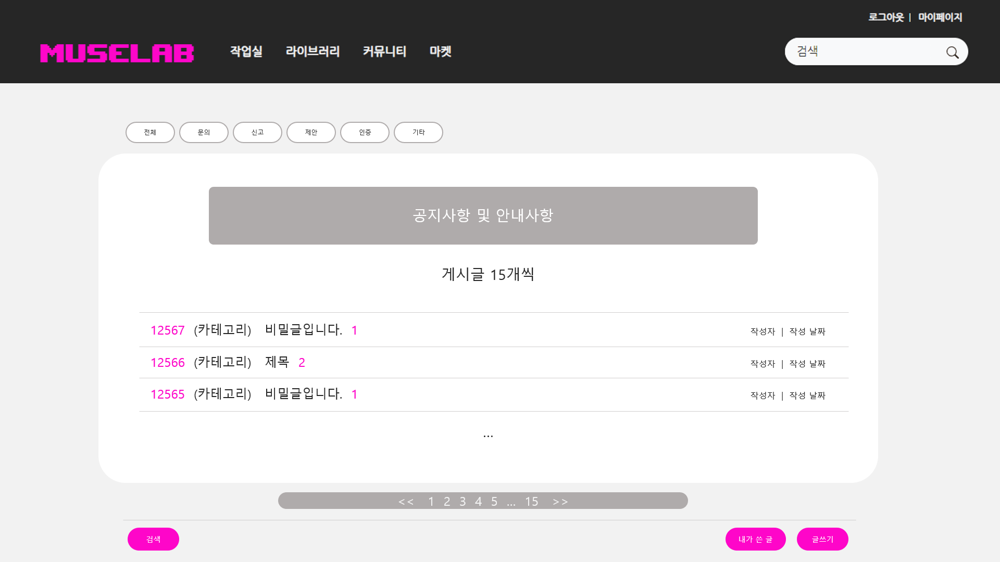 로그아웃 | 마이페이지
MUSELAB 작업실 라이브러리 커뮤니티 마켓 검색
전체 문의 신고 제안 인증 기타
공지사항 및 안내사항
게시글 15개씩
12567 (카테고리) 비밀글입니다. 1 작성자 | 작성 날짜
12566 (카테고리) 제목 2 작성자 | 작성 날짜
12565 (카테고리) 비밀글입니다. 1 작성자 | 작성 날짜
...
<< 1 2 3 4 5 ... 15 >>
검색 내가 쓴 글 글쓰기